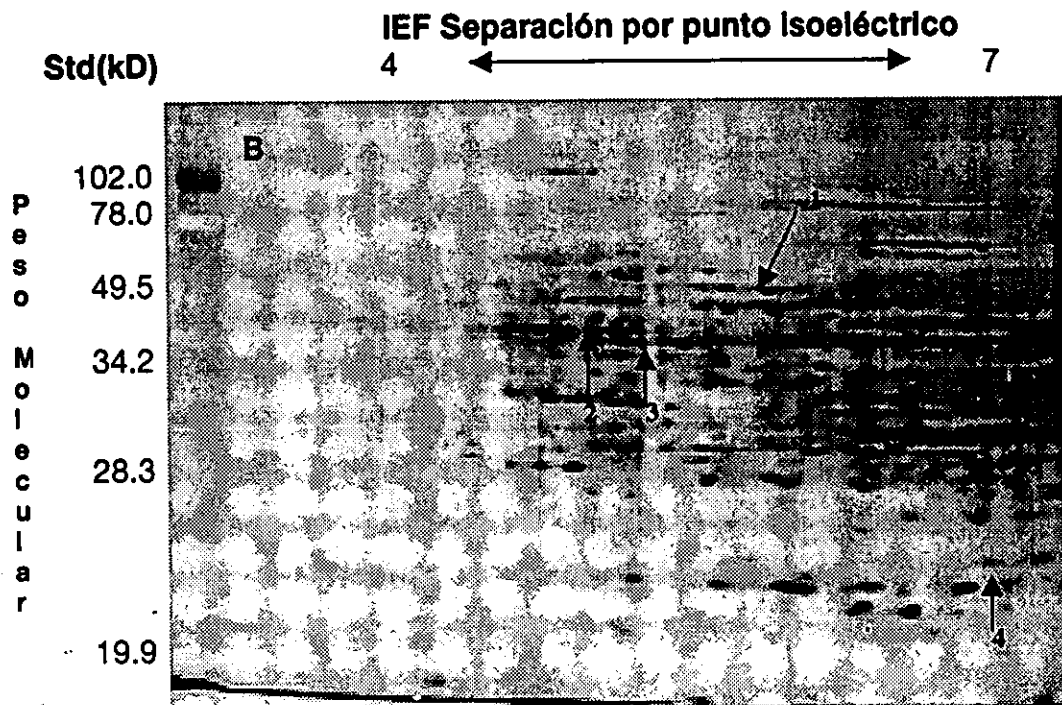 IEF Separación por punto isoeléctrico
Std(kD) 4 7
B
102.0
78.0
49.5
34.2
28.3
19.9
Peso Molecular
1
2
3
4